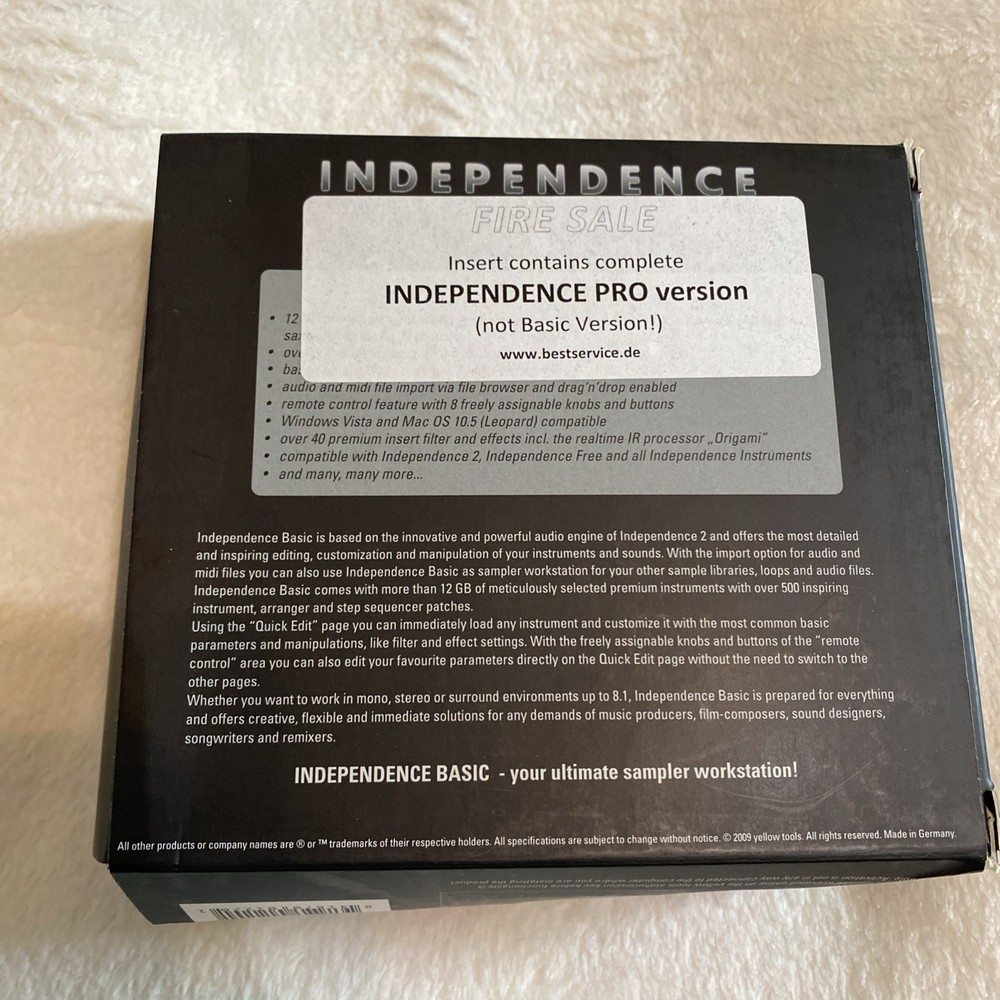 INDEPENDENCE
FIRE SALE
Insert contains complete
INDEPENDENCE PRO version
(not Basic Version!)
www.bestservice.de
• 12
•
•
• audio and midi file import via file browser and drag'n'drop enabled
• remote control feature with 8 freely assignable knobs and buttons
• Windows Vista and Mac OS 10.5 (Leopard) compatible
• over 40 premium insert filter and effects incl. the realtime IR processor „Origami"
• compatible with Independence 2, Independence Free and all Independence Instruments
• and many, many more...
Independence Basic is based on the innovative and powerful audio engine of Independence 2 and offers the most detailed
and inspiring editing, customization and manipulation of your instruments and sounds. With the import option for audio and
midi files you can also use Independence Basic as sampler workstation for your other sample libraries, loops and audio files.
Independence Basic comes with more than 12 GB of meticulously selected premium instruments with over 500 inspiring
instrument, arranger and step sequencer patches.
Using the "Quick Edit" page you can immediately load any instrument and customize it with the most common basic
parameters and manipulations, like filter and effect settings. With the freely assignable knobs and buttons of the "remote
control" area you can also edit your favourite parameters directly on the Quick Edit page without the need to switch to the
other pages.
Whether you want to work in mono, stereo or surround environments up to 8.1, Independence Basic is prepared for everything
and offers creative, flexible and immediate solutions for any demands of music producers, film-composers, sound designers,
songwriters and remixers.
INDEPENDENCE BASIC - your ultimate sampler workstation!
All other products or company names are ® or ™ trademarks of their respective holders. All specifications are subject to change without notice. © 2009 yellow tools. All rights reserved. Made in Germany.